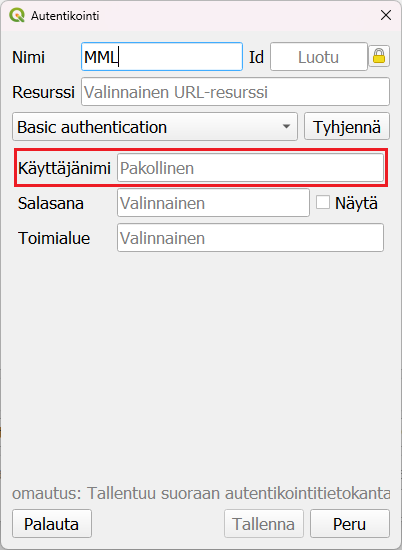 Autentikointi
Nimi MML Id Luotu
Resurssi Valinnainen URL-resurssi
Basic authentication Tyhjennä
Käyttäjänimi Pakollinen
Salasana Valinnainen Näytä
Toimialue Valinnainen
omautus: Tallentuu suoraan autentikointitietokanta
Palauta Tallenna Peru